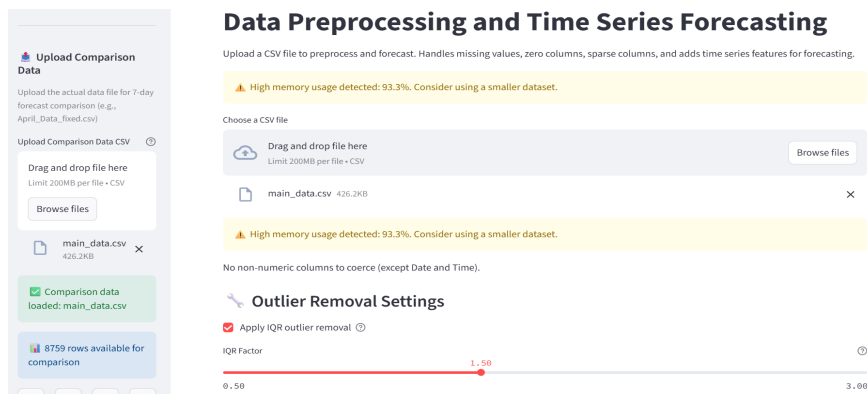 Upload Comparison
Data
Upload the actual data file for 7-day
forecast comparison (e.g.,
April_Data_fixed.csv)
Upload Comparison Data CSV
Drag and drop file here
Limit 200MB per file • CSV
Browse files
main_data.csv
426.2KB
Comparison data
loaded: main_data.csv
8759 rows available for
comparison
Data Preprocessing and Time Series Forecasting
Upload a CSV file to preprocess and forecast. Handles missing values, zero columns, sparse columns, and adds time series features for forecasting.
High memory usage detected: 93.3%. Consider using a smaller dataset.
Choose a CSV file
Drag and drop file here
Limit 200MB per file • CSV
Browse files
main_data.csv 426.2KB
High memory usage detected: 93.3%. Consider using a smaller dataset.
No non-numeric columns to coerce (except Date and Time).
Outlier Removal Settings
Apply IQR outlier removal
IQR Factor
1.50
0.50 3.00